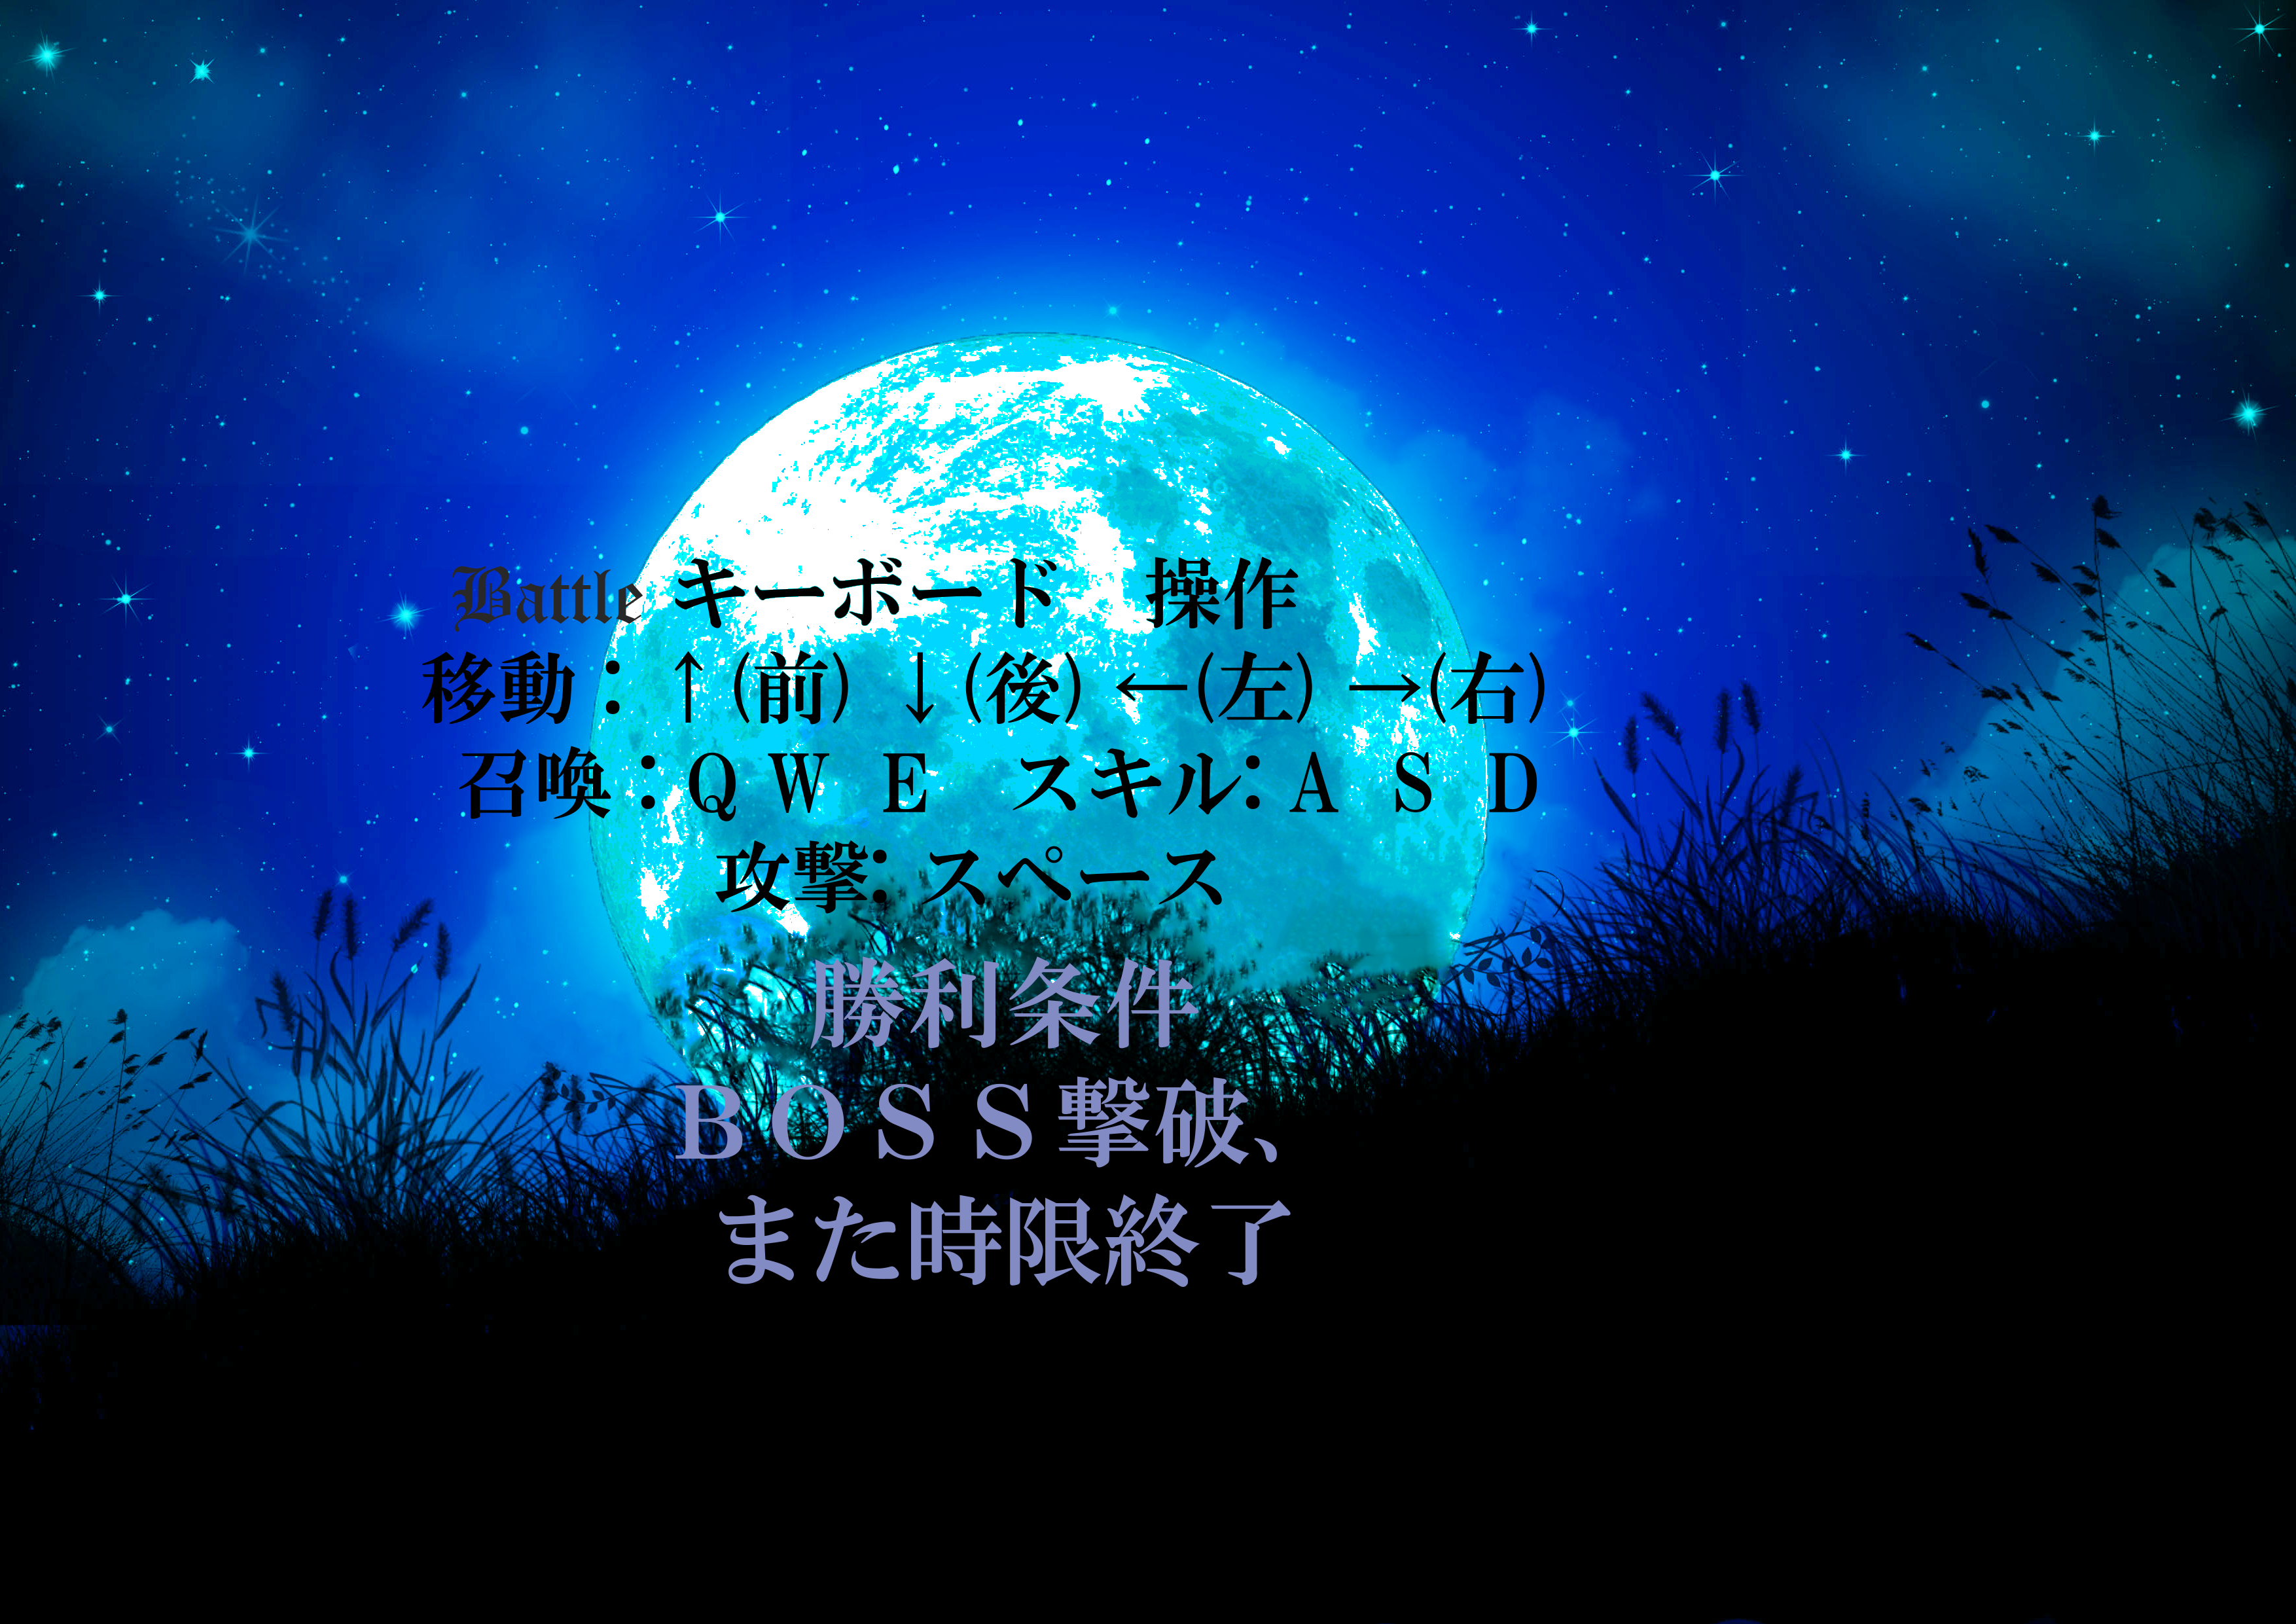 Battle キーボード　操作
移動：↑(前) ↓(後) ←(左) →(右)
召喚：Ｑ Ｗ　Ｅ　スキル：Ａ　Ｓ　Ｄ
攻撃：スペース
勝利条件
ＢＯＳＳ撃破、
また時限終了